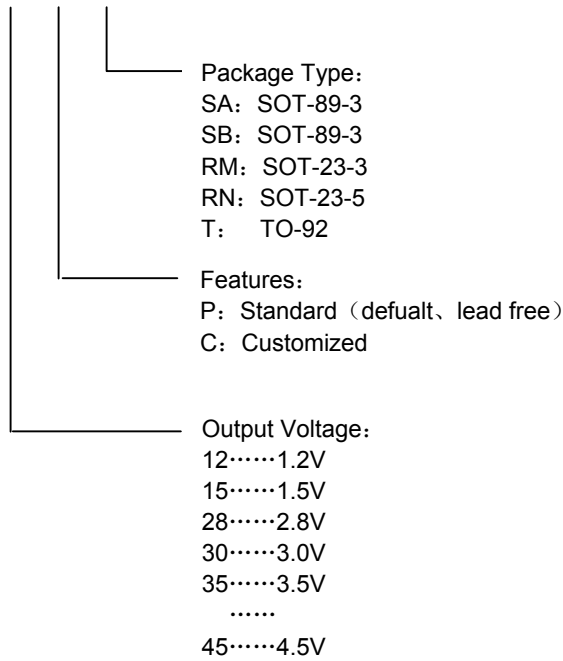 Package Type：
SA：SOT-89-3
SB：SOT-89-3
RM：SOT-23-3
RN：SOT-23-5
T： TO-92
Features：
P：Standard（defualt、lead free）
C：Customized
Output Voltage：
12……1.2V
15……1.5V
28……2.8V
30……3.0V
35……3.5V
……
45……4.5V